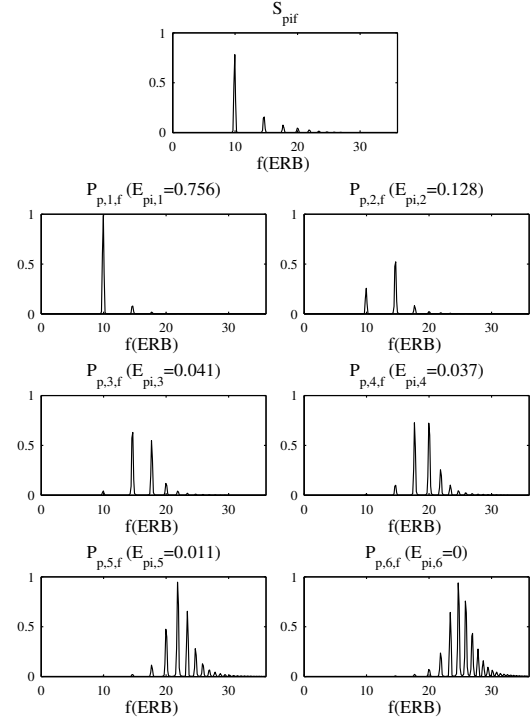 S_pif
1
0.5
0
0 10 20 30
f(ERB)
P_p,1,f (E_pi,1=0.756) P_p,2,f (E_pi,2=0.128)
1 1
0.5 0.5
0 0
0 10 20 30 0 10 20 30
f(ERB) f(ERB)
P_p,3,f (E_pi,3=0.041) P_p,4,f (E_pi,4=0.037)
1 1
0.5 0.5
0 0
0 10 20 30 0 10 20 30
f(ERB) f(ERB)
P_p,5,f (E_pi,5=0.011) P_p,6,f (E_pi,6=0)
1 1
0.5 0.5
0 0
0 10 20 30 0 10 20 30
f(ERB) f(ERB)